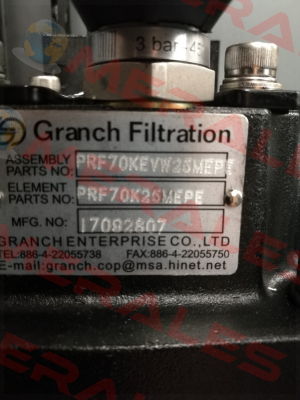 3 bar
Granch Filtration
ASSEMBLY
PARTS NO: PRF70KEVW25MEPE
ELEMENT
PARTS NO: PRF70K25MEPE
MFG. NO: 17092807
GRANCH ENTERPRISE CO., LTD
TEL:886-4-22055738 FAX:886-4-22055750
E-mail:granch.cop@msa.hinet.net